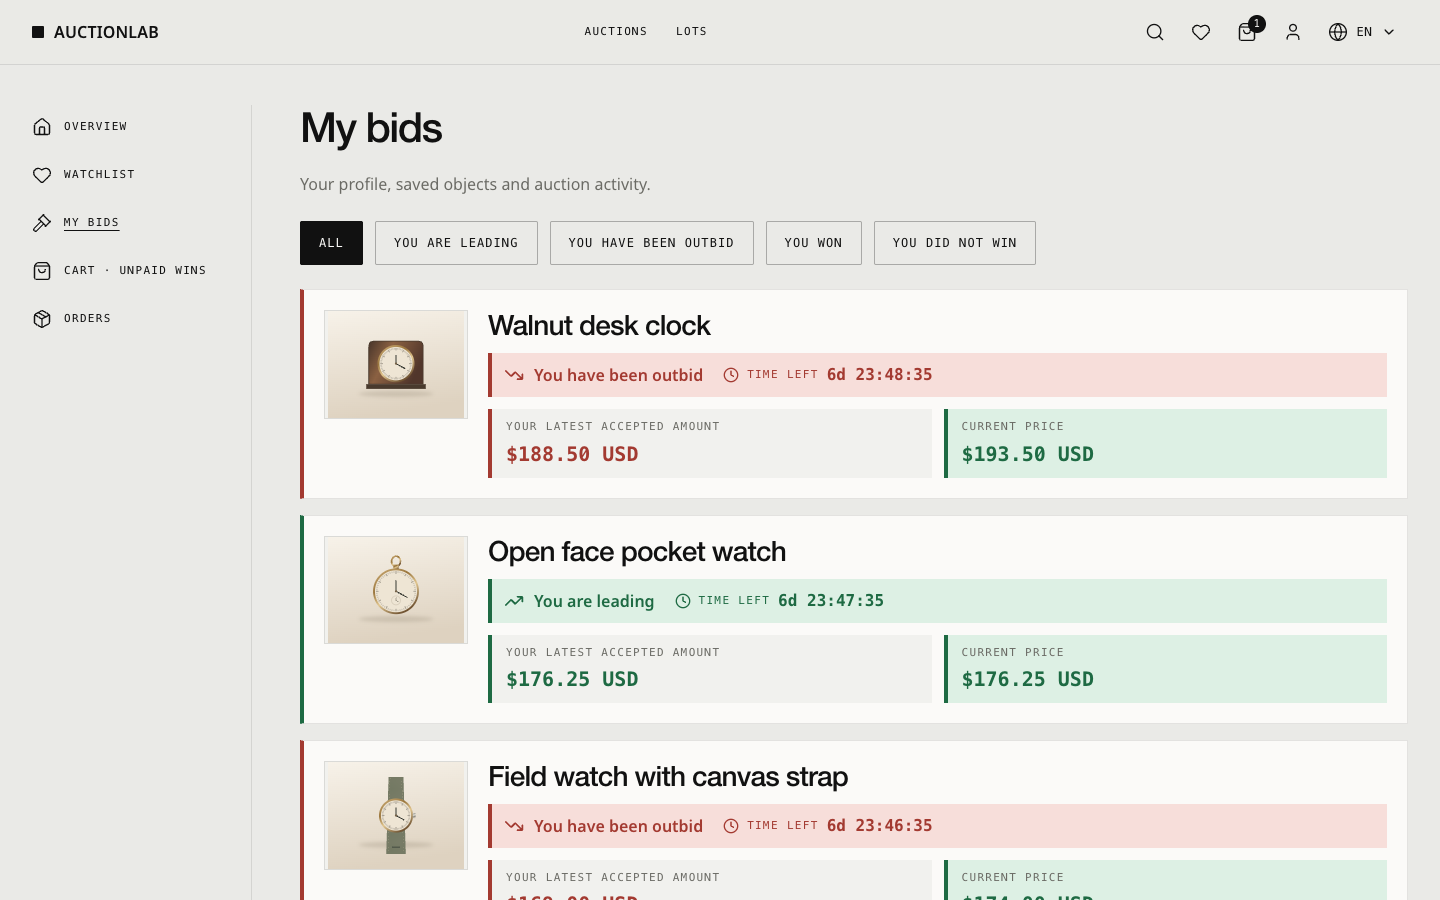 AUCTIONLAB
AUCTIONS LOTS
1
EN
OVERVIEW
WATCHLIST
MY BIDS
CART · UNPAID WINS
ORDERS
My bids
Your profile, saved objects and auction activity.
ALL YOU ARE LEADING YOU HAVE BEEN OUTBID YOU WON YOU DID NOT WIN
Walnut desk clock
You have been outbid TIME LEFT 6d 23:48:35
YOUR LATEST ACCEPTED AMOUNT CURRENT PRICE
$188.50 USD $193.50 USD
Open face pocket watch
You are leading TIME LEFT 6d 23:47:35
YOUR LATEST ACCEPTED AMOUNT CURRENT PRICE
$176.25 USD $176.25 USD
Field watch with canvas strap
You have been outbid TIME LEFT 6d 23:46:35
YOUR LATEST ACCEPTED AMOUNT CURRENT PRICE